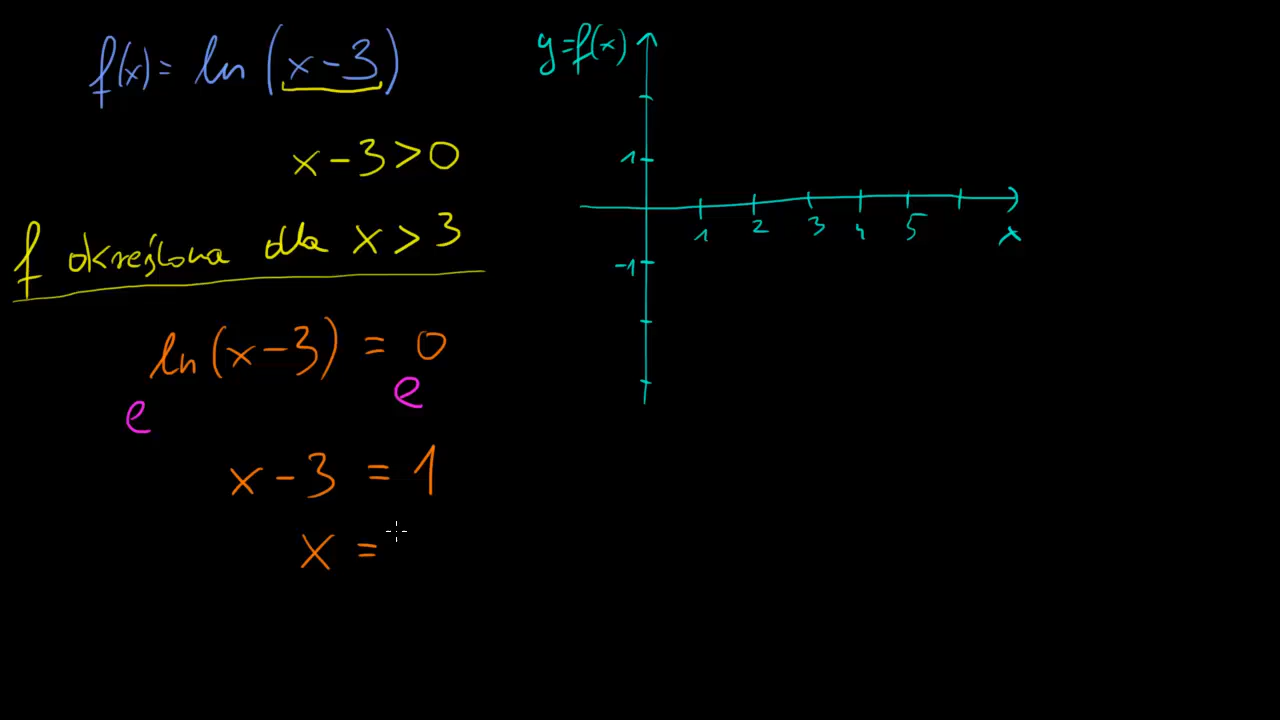 f(x) = ln (x-3)
x-3>0
f określona dla x>3
ln(x-3) = 0
e e
x-3 = 1
x =
y=f(x)
1
1 2 3 4 5 x
-1